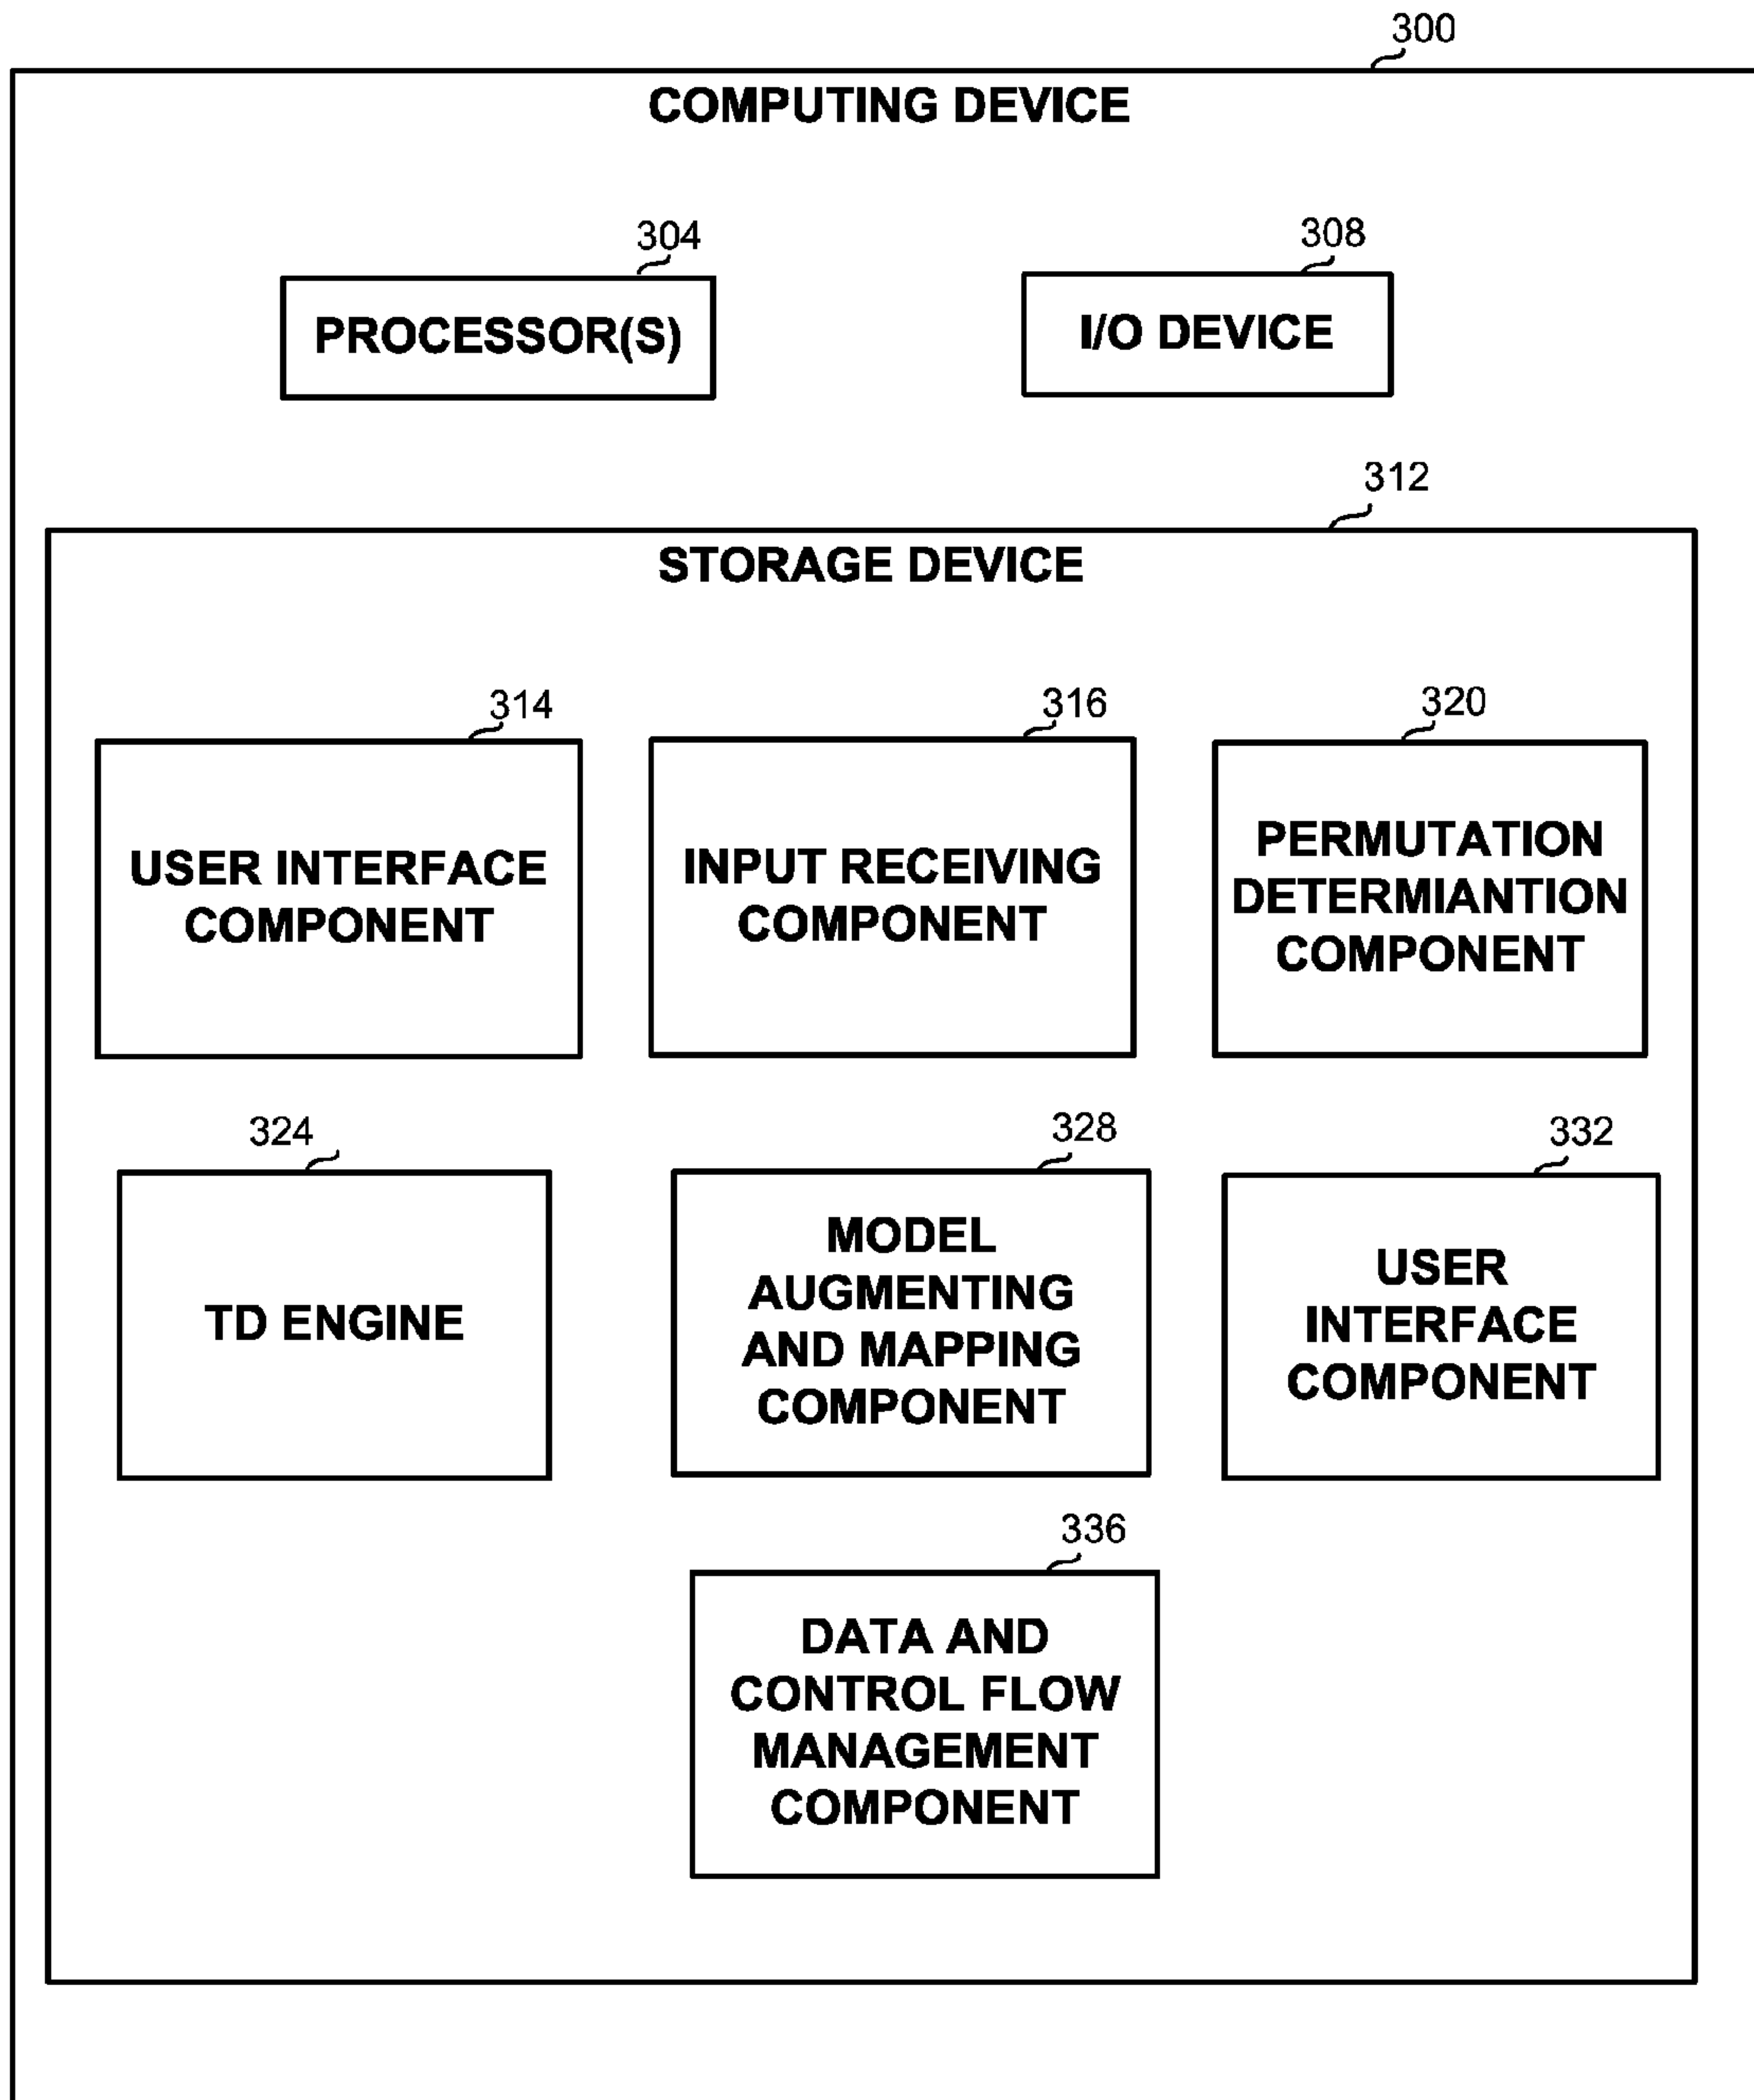 300
COMPUTING DEVICE
304
PROCESSOR(S)
308
I/O DEVICE
312
STORAGE DEVICE
314
USER INTERFACE
COMPONENT
316
INPUT RECEIVING
COMPONENT
320
PERMUTATION
DETERMIANTION
COMPONENT
324
TD ENGINE
328
MODEL
AUGMENTING
AND MAPPING
COMPONENT
332
USER
INTERFACE
COMPONENT
336
DATA AND
CONTROL FLOW
MANAGEMENT
COMPONENT